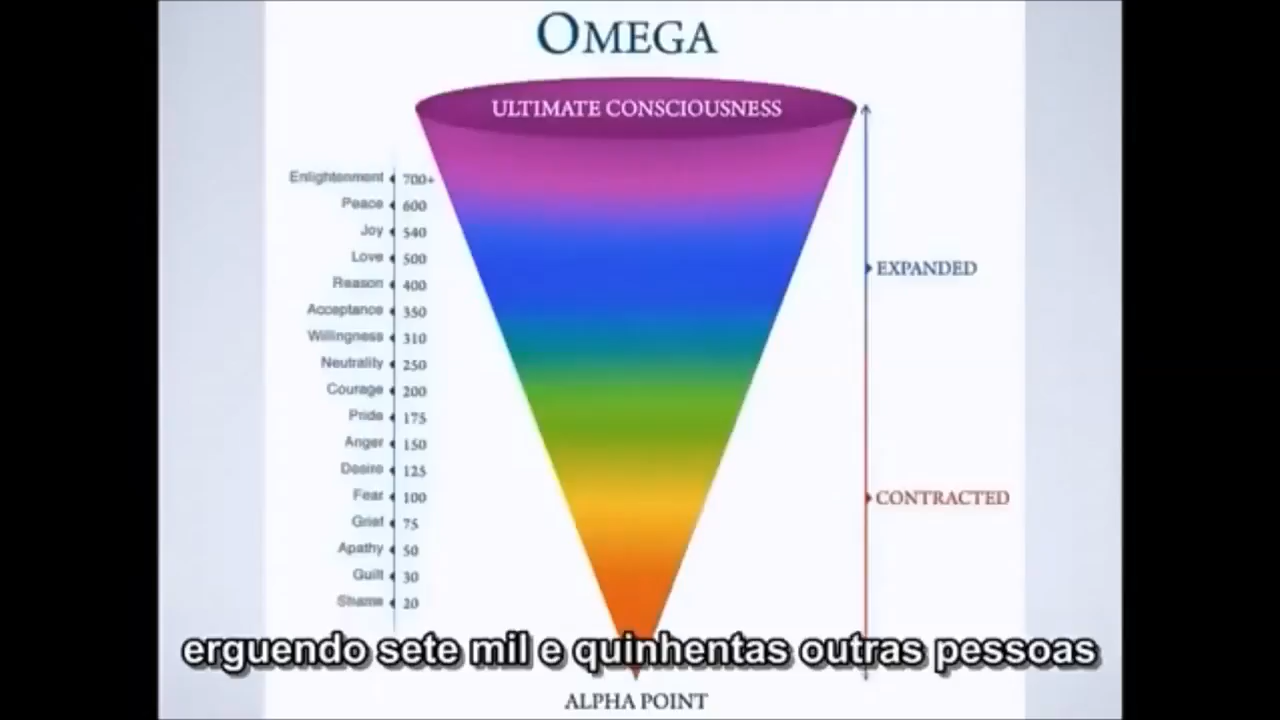 OMEGA
ULTIMATE CONSCIOUSNESS
Enlightenment 700+
Peace 600
Joy 540
Love 500
EXPANDED
Reason 400
Acceptance 350
Willingness 310
Neutrality 250
Courage 200
Pride 175
Anger 150
Desire 125
Fear 100
CONTRACTED
Grief 75
Apathy 50
Guilt 30
Shame 20
erguendo sete mil e quinhentas outras pessoas
ALPHA POINT